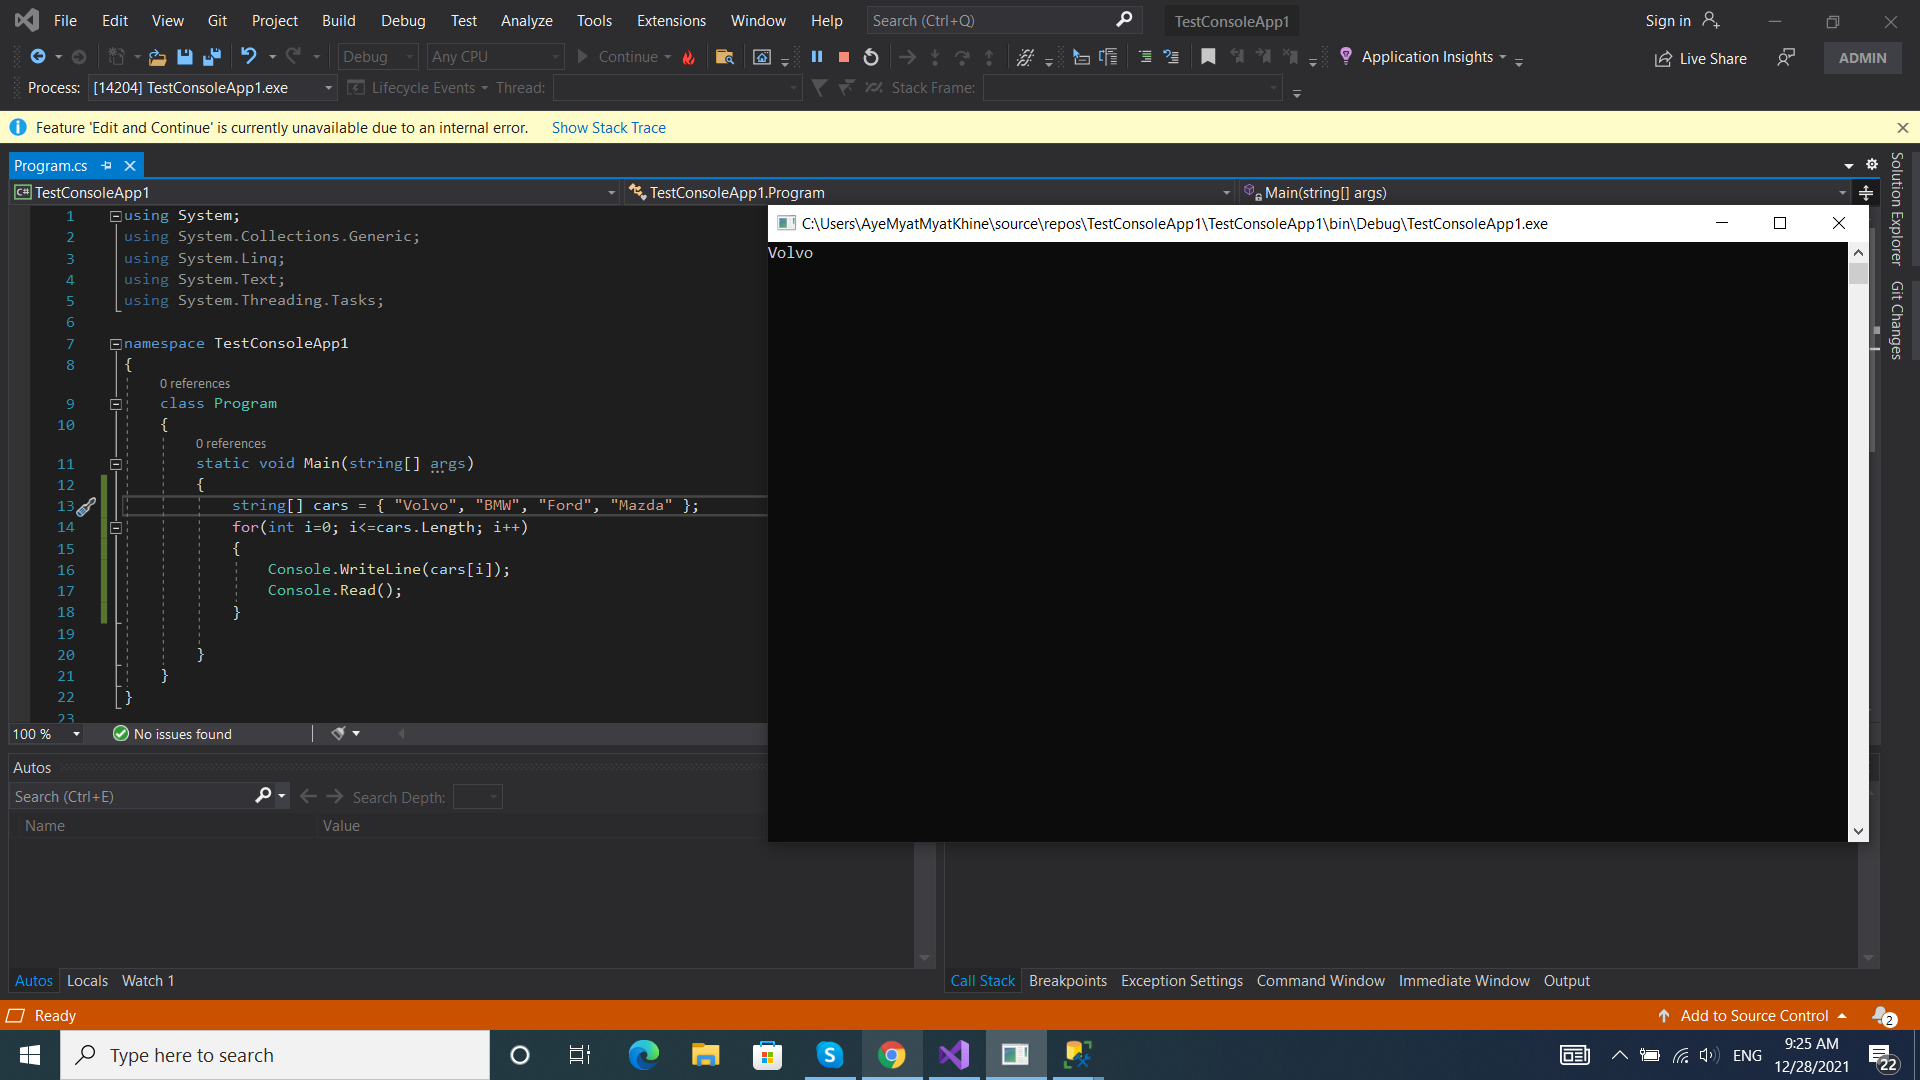 File Edit View Git Project Build Debug Test Analyze Tools Extensions Window Help Search (Ctrl+Q) TestConsoleApp1 Sign in
Debug Any CPU Continue Application Insights Live Share ADMIN
Process: [14204] TestConsoleApp1.exe Lifecycle Events Thread: Stack Frame:
Feature 'Edit and Continue' is currently unavailable due to an internal error. Show Stack Trace
Program.cs
C# TestConsoleApp1 TestConsoleApp1.Program Main(string[] args)
Solution Explorer
Git Changes
1 using System;
2 using System.Collections.Generic;
3 using System.Linq;
4 using System.Text;
5 using System.Threading.Tasks;
6
7 namespace TestConsoleApp1
8 {
0 references
9 class Program
10 {
0 references
11 static void Main(string[] args)
12 {
13 string[] cars = { "Volvo", "BMW", "Ford", "Mazda" };
14 for(int i=0; i<=cars.Length; i++)
15 {
16 Console.WriteLine(cars[i]);
17 Console.Read();
18 }
19
20 }
21 }
22 }
23
C:\Users\AyeMyatMyatKhine\source\repos\TestConsoleApp1\TestConsoleApp1\bin\Debug\TestConsoleApp1.exe
Volvo
100 % No issues found
Autos
Search (Ctrl+E) Search Depth:
Name Value
Autos Locals Watch 1
Call Stack Breakpoints Exception Settings Command Window Immediate Window Output
Ready Add to Source Control 2
Type here to search
ENG 9:25 AM
12/28/2021 22